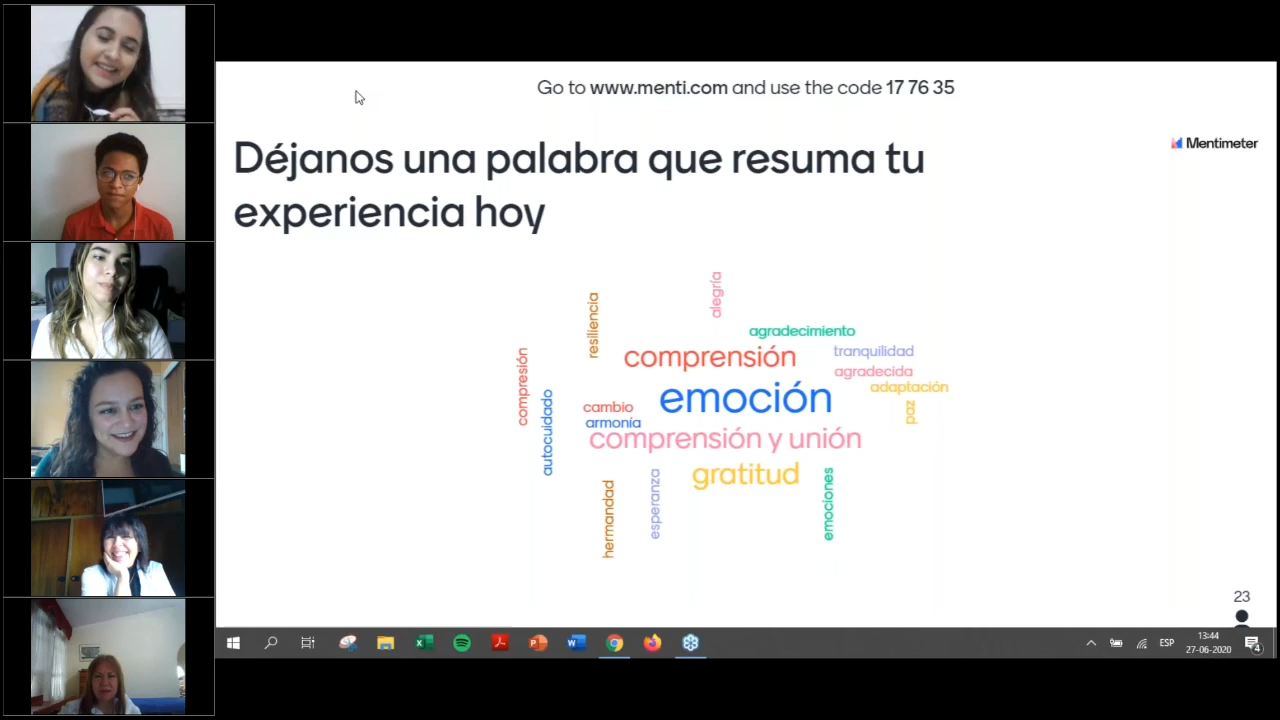 Go to www.menti.com and use the code 17 76 35
Mentimeter
Déjanos una palabra que resuma tu
experiencia hoy
alegría
resiliencia
agradecimiento
comprensión
tranquilidad
compresión
agradecida
adaptación
emoción
autocuidado
paz
cambio
armonía
comprensión y unión
gratitud
esperanza
emociones
hermandad
23
ESP
13:44
27-06-2020
4